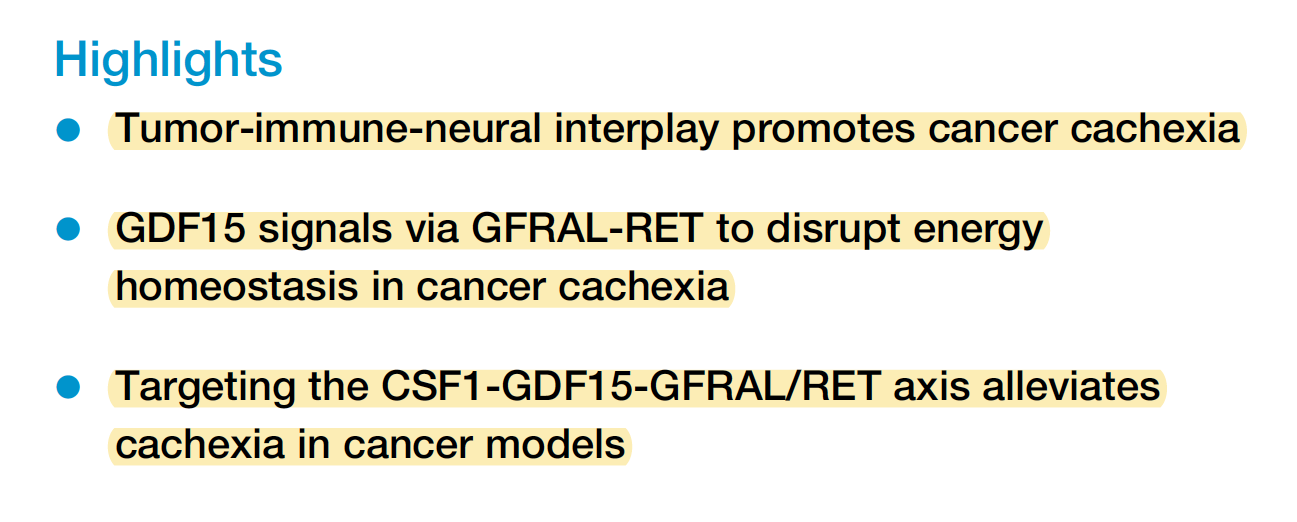 Highlights
Tumor-immune-neural interplay promotes cancer cachexia
GDF15 signals via GFRAL-RET to disrupt energy
homeostasis in cancer cachexia
Targeting the CSF1-GDF15-GFRAL/RET axis alleviates
cachexia in cancer models